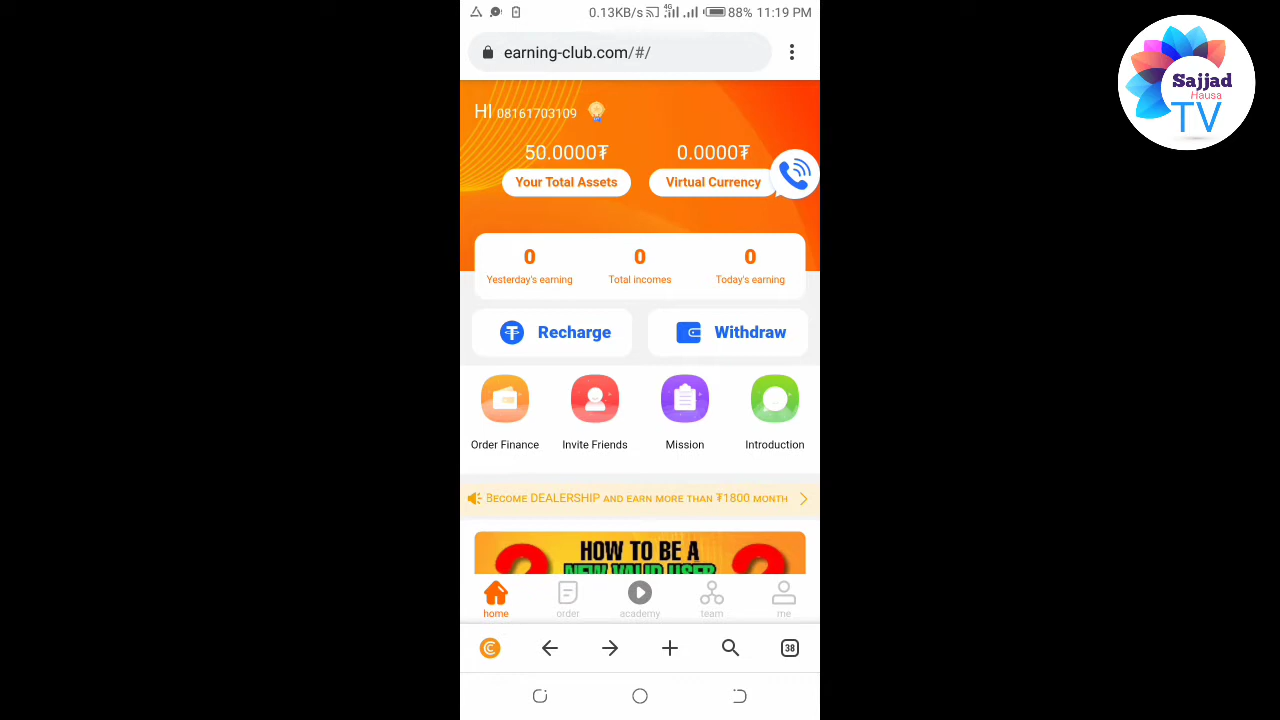 0.13KB/s 4G 88% 11:19 PM
earning-club.com/#/
HI 08161703109
50.0000₮ 0.0000₮
Your Total Assets Virtual Currency
0 0 0
Yesterday's earning Total incomes Today's earning
Recharge Withdraw
Order Finance Invite Friends Mission Introduction
BECOME DEALERSHIP AND EARN MORE THAN ₮1800 MONTH
HOW TO BE A
NEW VALID USER
home order academy team me
38
Sajjad
Hausa
TV